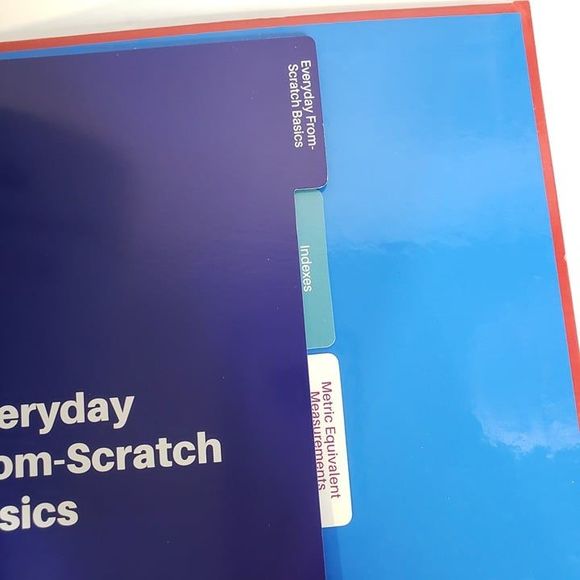 Everyday From-
Scratch Basics
Indexes
Metric Equivalent
Measurements
eryday
om-Scratch
sics